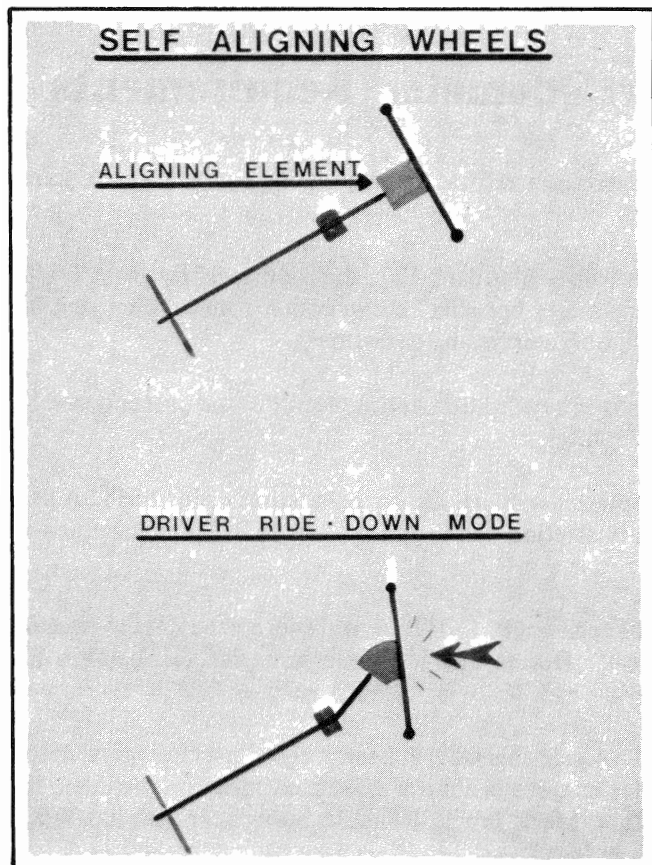 SELF ALIGNING WHEELS
ALIGNING ELEMENT
DRIVER RIDE · DOWN MODE